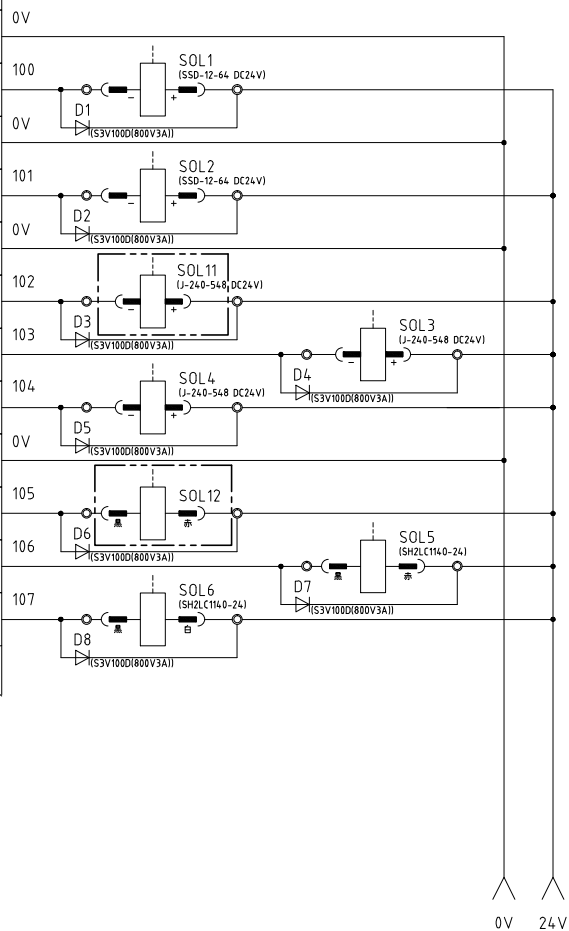 0V
100
SOL1
(SSD-12-64 DC24V)
- +
D1
(S3V100D(800V3A))
0V
101
SOL2
(SSD-12-64 DC24V)
- +
D2
(S3V100D(800V3A))
0V
102
SOL11
(J-240-548 DC24V)
- +
D3
(S3V100D(800V3A))
103
SOL3
(J-240-548 DC24V)
- +
D4
(S3V100D(800V3A))
104
SOL4
(J-240-548 DC24V)
- +
D5
(S3V100D(800V3A))
0V
105
SOL12
黒 赤
D6
(S3V100D(800V3A))
106
SOL5
(SH2LC1140-24)
黒 赤
D7
(S3V100D(800V3A))
107
SOL6
(SH2LC1140-24)
黒 白
D8
(S3V100D(800V3A))
0V 24V